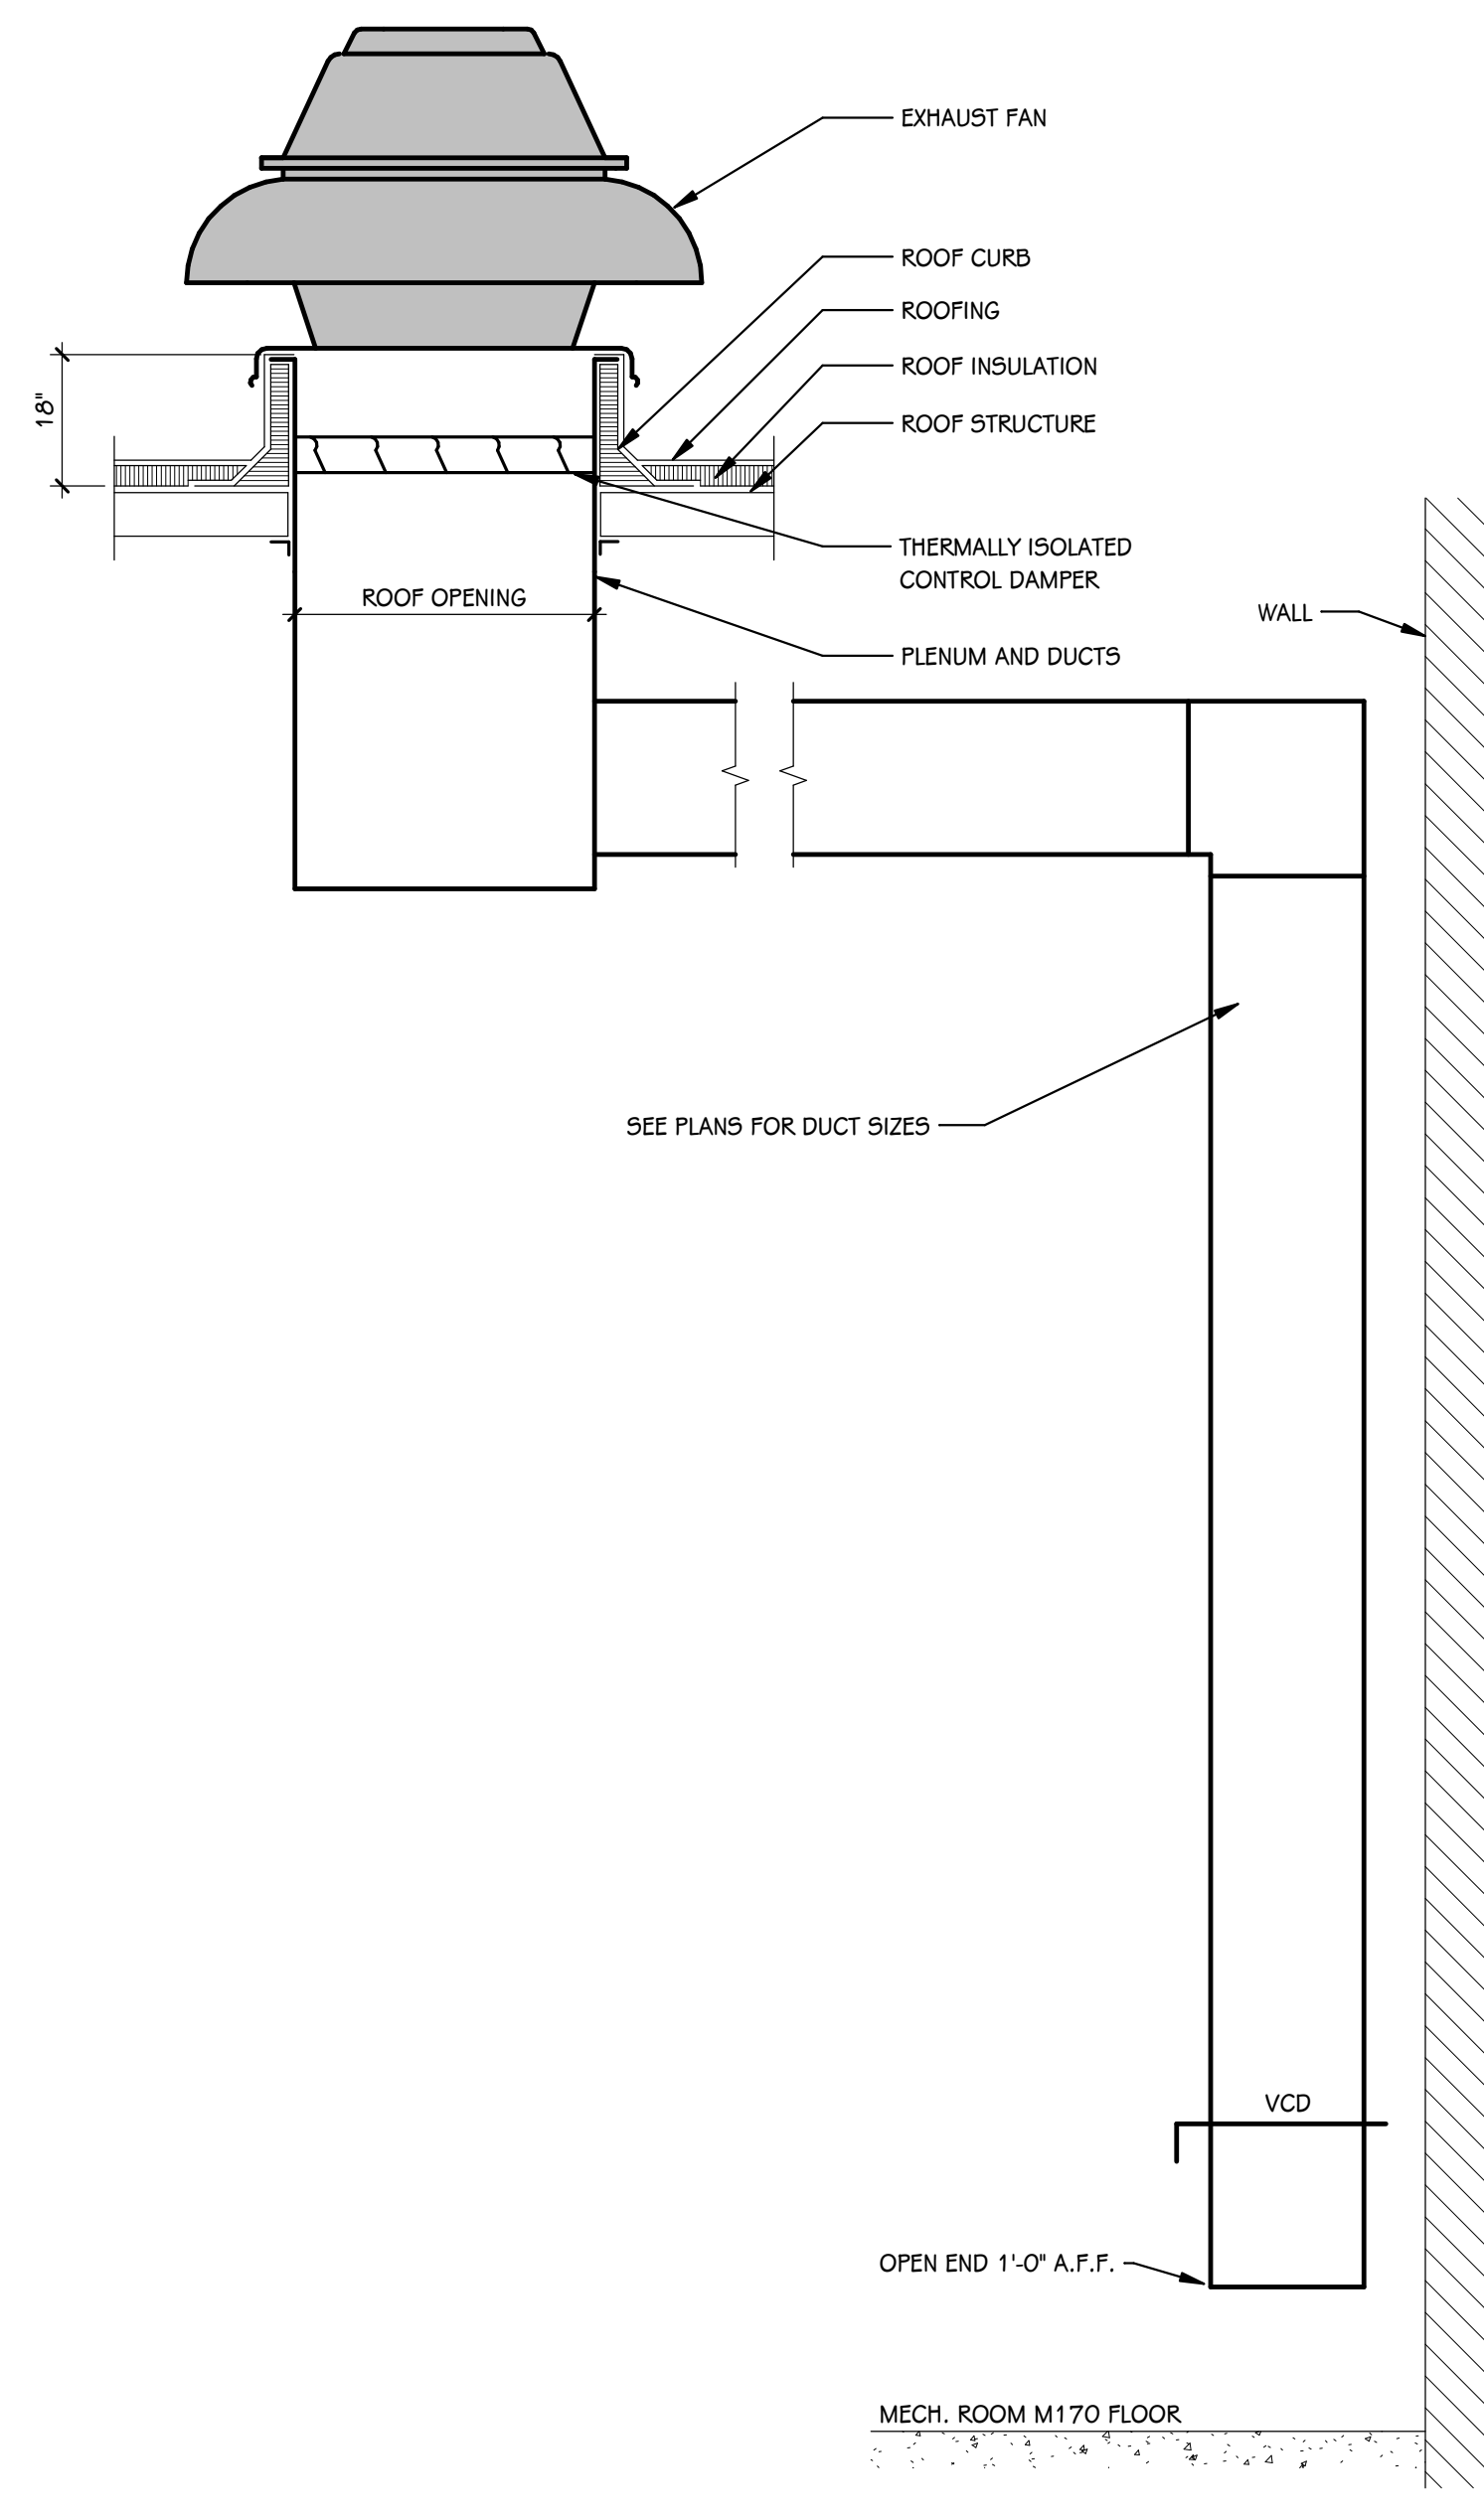 EXHAUST FAN
ROOF CURB
ROOFING
ROOF INSULATION
18"
ROOF STRUCTURE
THERMALLY ISOLATED
CONTROL DAMPER
ROOF OPENING
WALL
PLENUM AND DUCTS
SEE PLANS FOR DUCT SIZES
VCD
OPEN END 1'-0" A.F.F.
MECH. ROOM M170 FLOOR